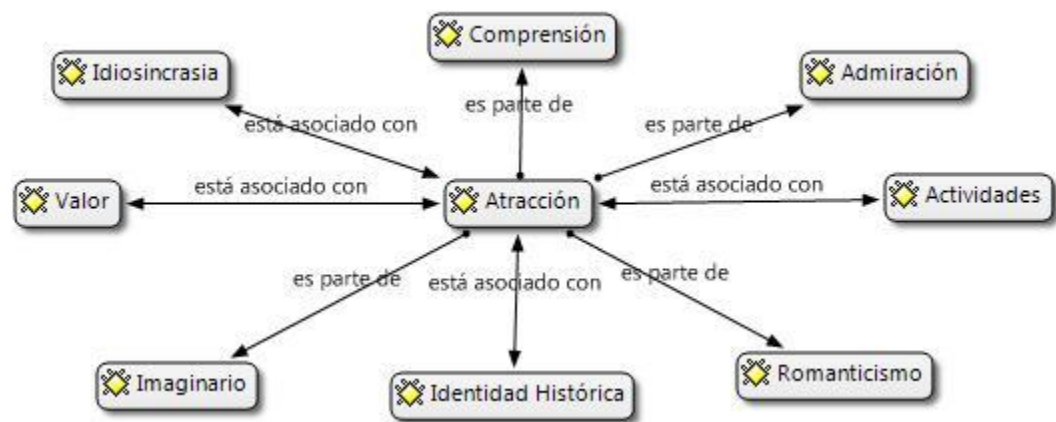 Comprensión
Idiosincrasia
Admiración
es parte de
está asociado con
es parte de
está asociado con
está asociado con
Valor
Atracción
Actividades
es parte de
está asociado con
es parte de
Imaginario
Identidad Histórica
Romanticismo